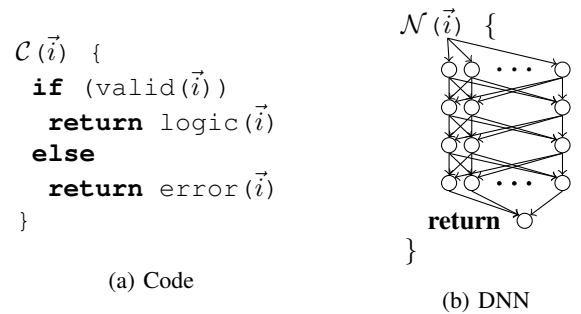 𝒞(i⃗) {
if (valid(i⃗))
return logic(i⃗)
else
return error(i⃗)
}
(a) Code
𝒩(i⃗) {
· · ·
· · ·
return
}
(b) DNN